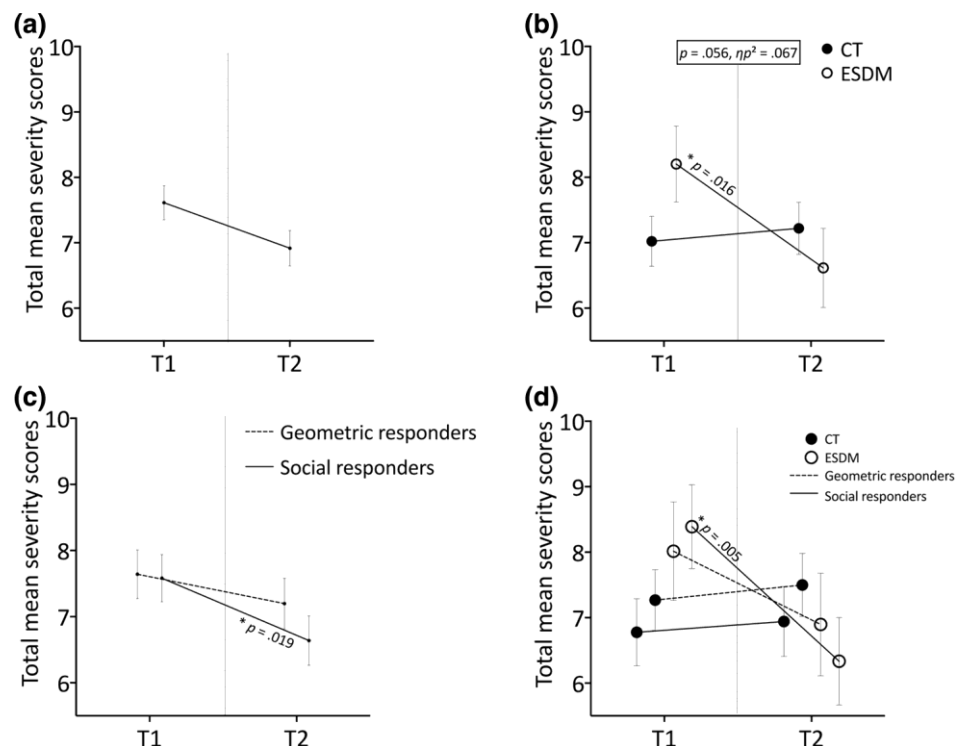 (a)
Total mean severity scores
10
9
8
7
6
T1 T2
(b)
Total mean severity scores
10
9
8
7
6
p = .056, ηp² = .067
CT
ESDM
* p = .016
T1 T2
(c)
Total mean severity scores
10
9
8
7
6
Geometric responders
Social responders
* p = .019
T1 T2
(d)
Total mean severity scores
10
9
8
7
6
CT
ESDM
Geometric responders
Social responders
* p = .005
T1 T2